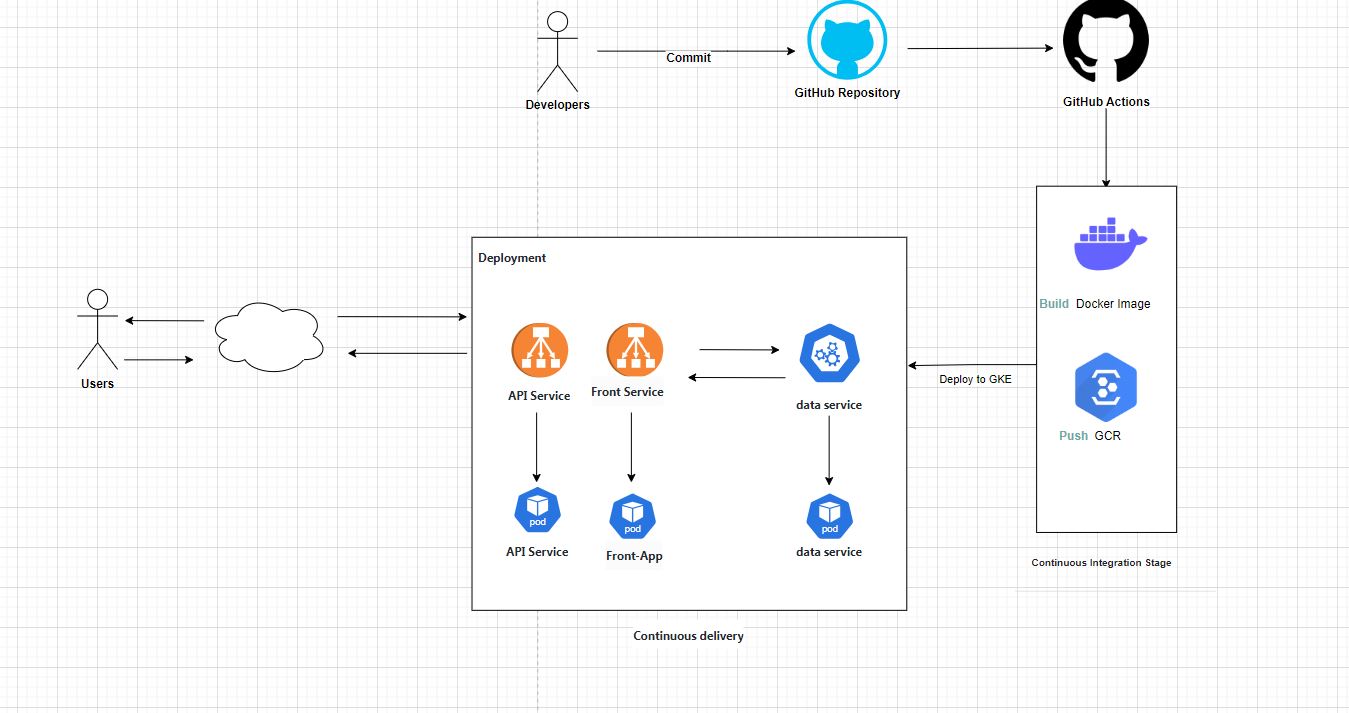 Commit
Developers
GitHub Repository
GitHub Actions
Deployment
Build Docker Image
Users
API Service
Front Service
data service
Deploy to GKE
Push GCR
pod
pod
pod
API Service
Front-App
data service
Continuous Integration Stage
Continuous delivery